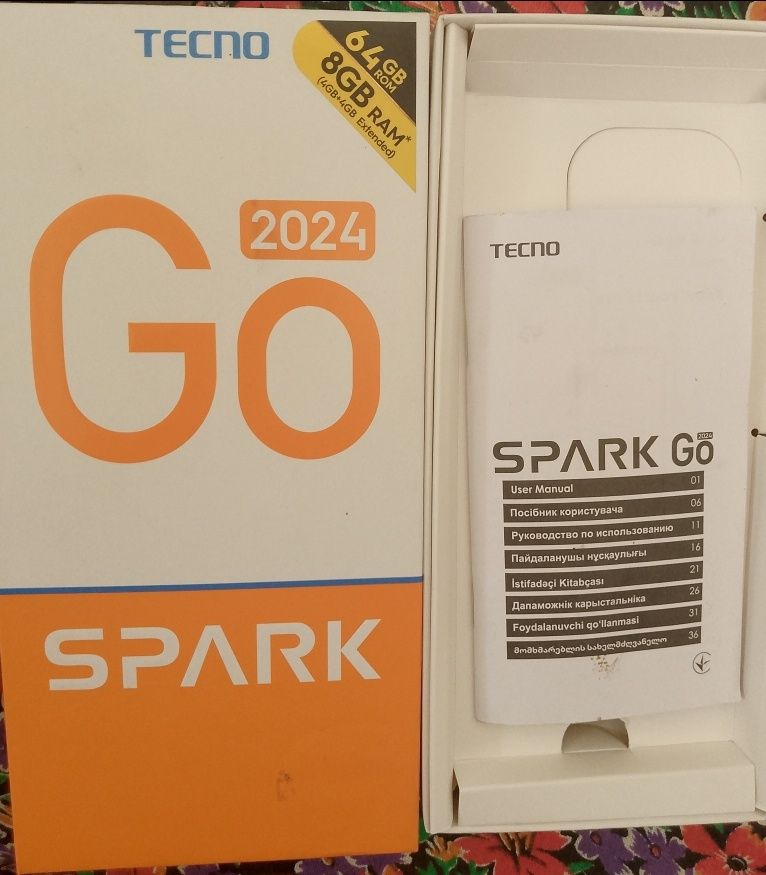 TECNO
64GB
ROM
8GB RAM*
(4GB+4GB Extended)
Go
2024
SPARK
TECNO
SPARK Go
2024
User Manual 01
Посібник користувача 06
Руководство по использованию 11
Пайдаланушы нұсқаулығы 16
İstifadəçi Kitabçası 21
Дапаможнік карыстальніка 26
Foydalanuvchi qo'llanmasi 31
მომხმარებლის სახელმძღვანელო 36